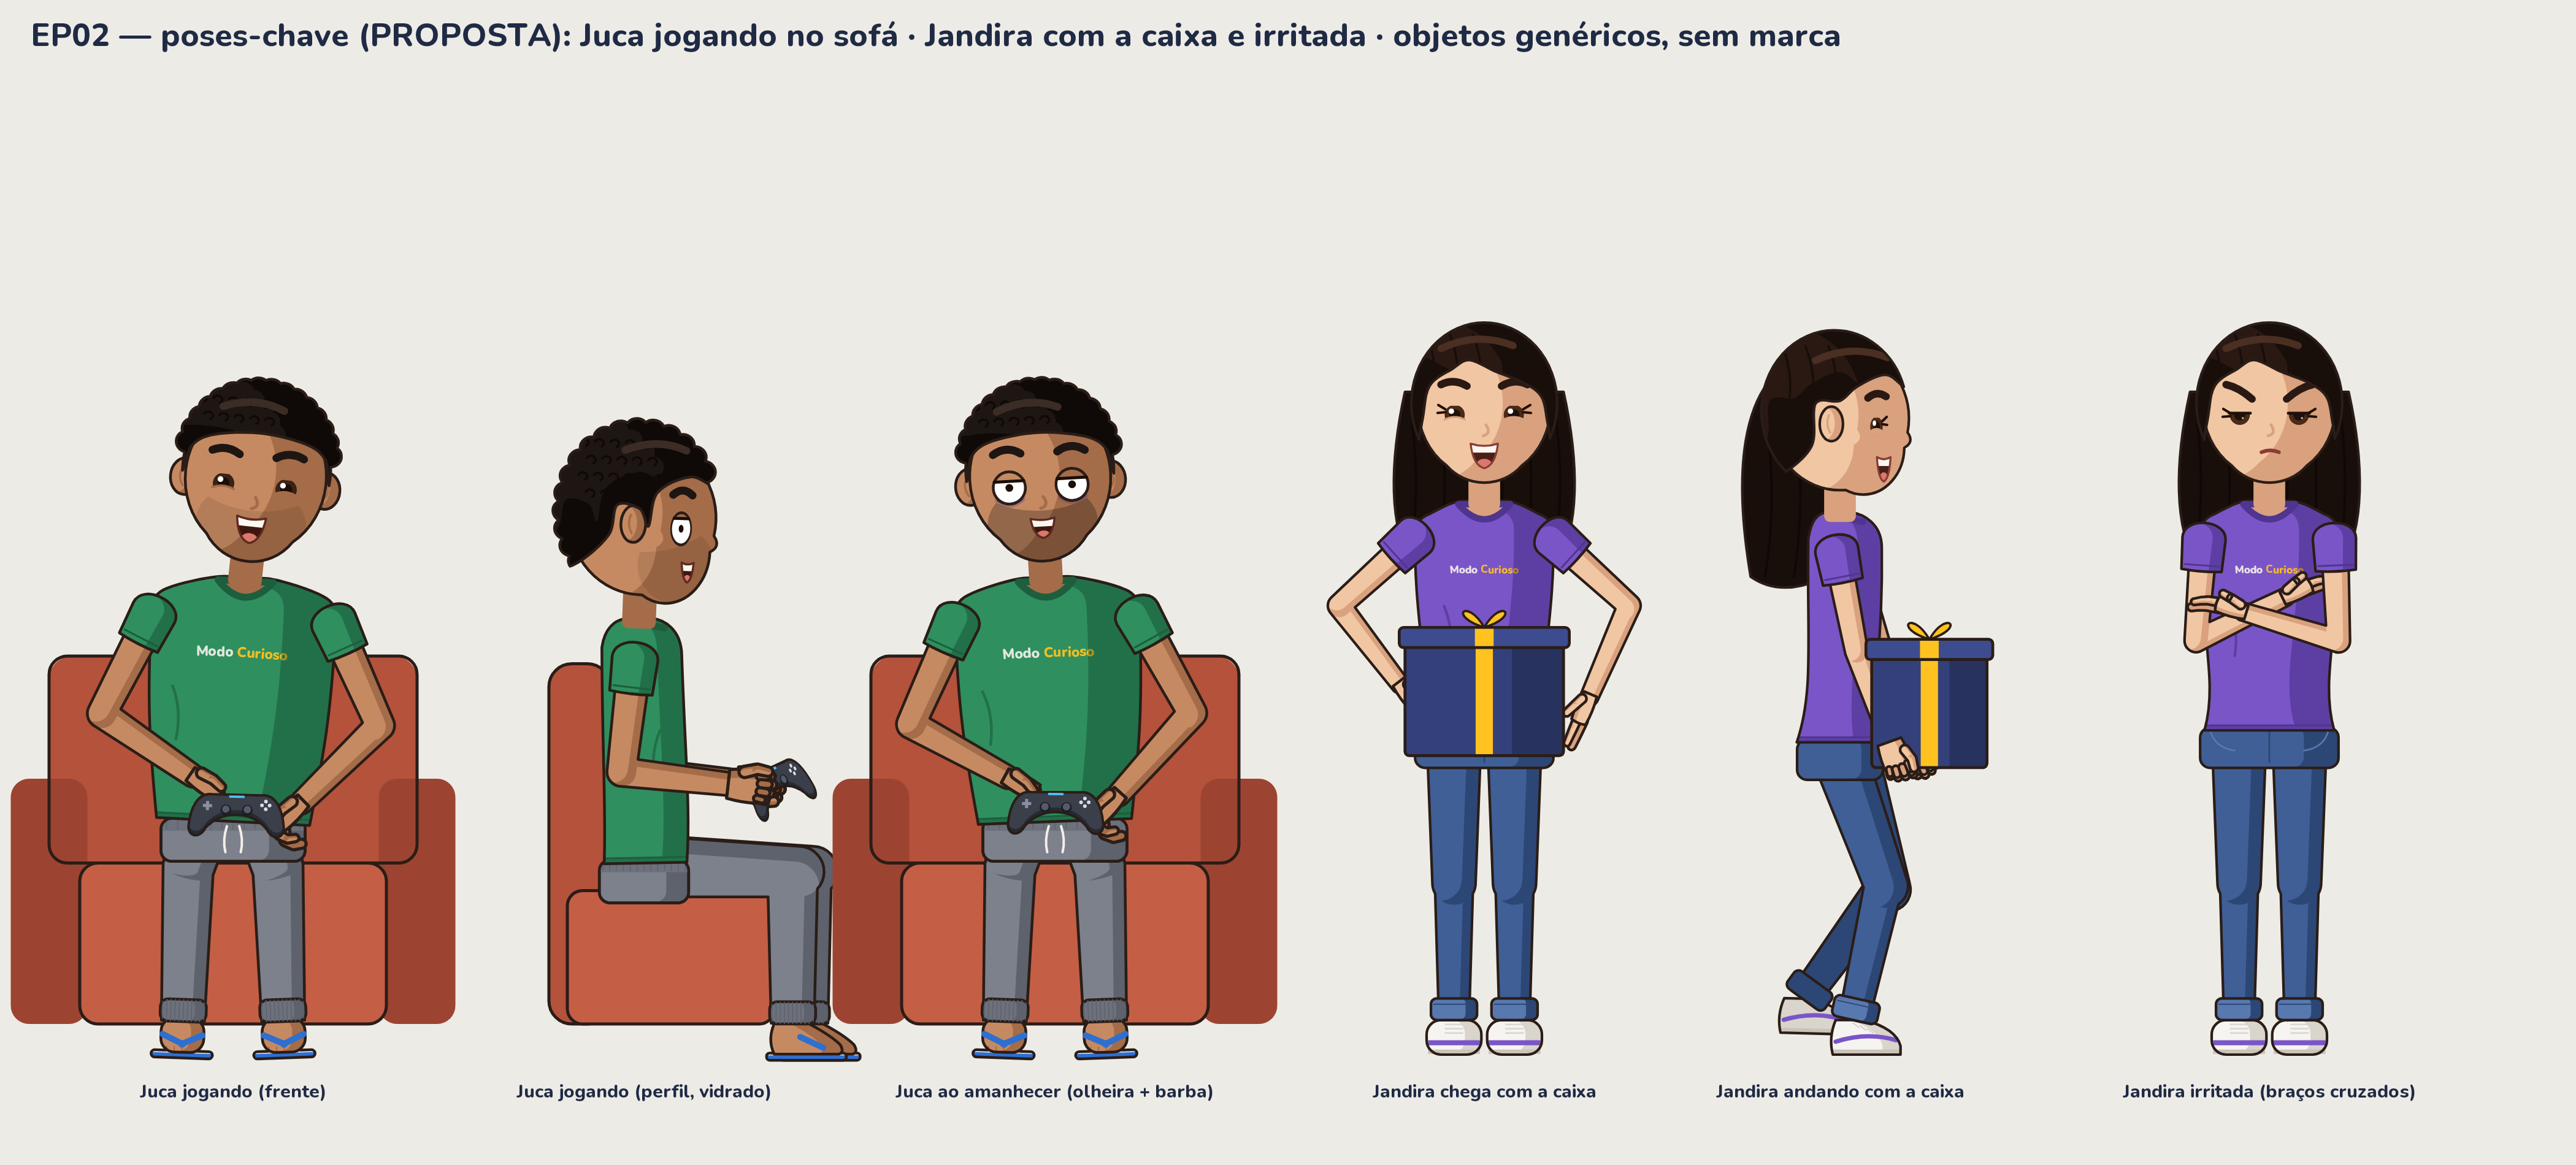 EP02 — poses-chave (PROPOSTA): Juca jogando no sofá · Jandira com a caixa e irritada · objetos genéricos, sem marca
Modo Curioso
Modo Curioso
Modo Curioso
Modo Curioso
Juca jogando (frente)
Juca jogando (perfil, vidrado)
Juca ao amanhecer (olheira + barba)
Jandira chega com a caixa
Jandira andando com a caixa
Jandira irritada (braços cruzados)